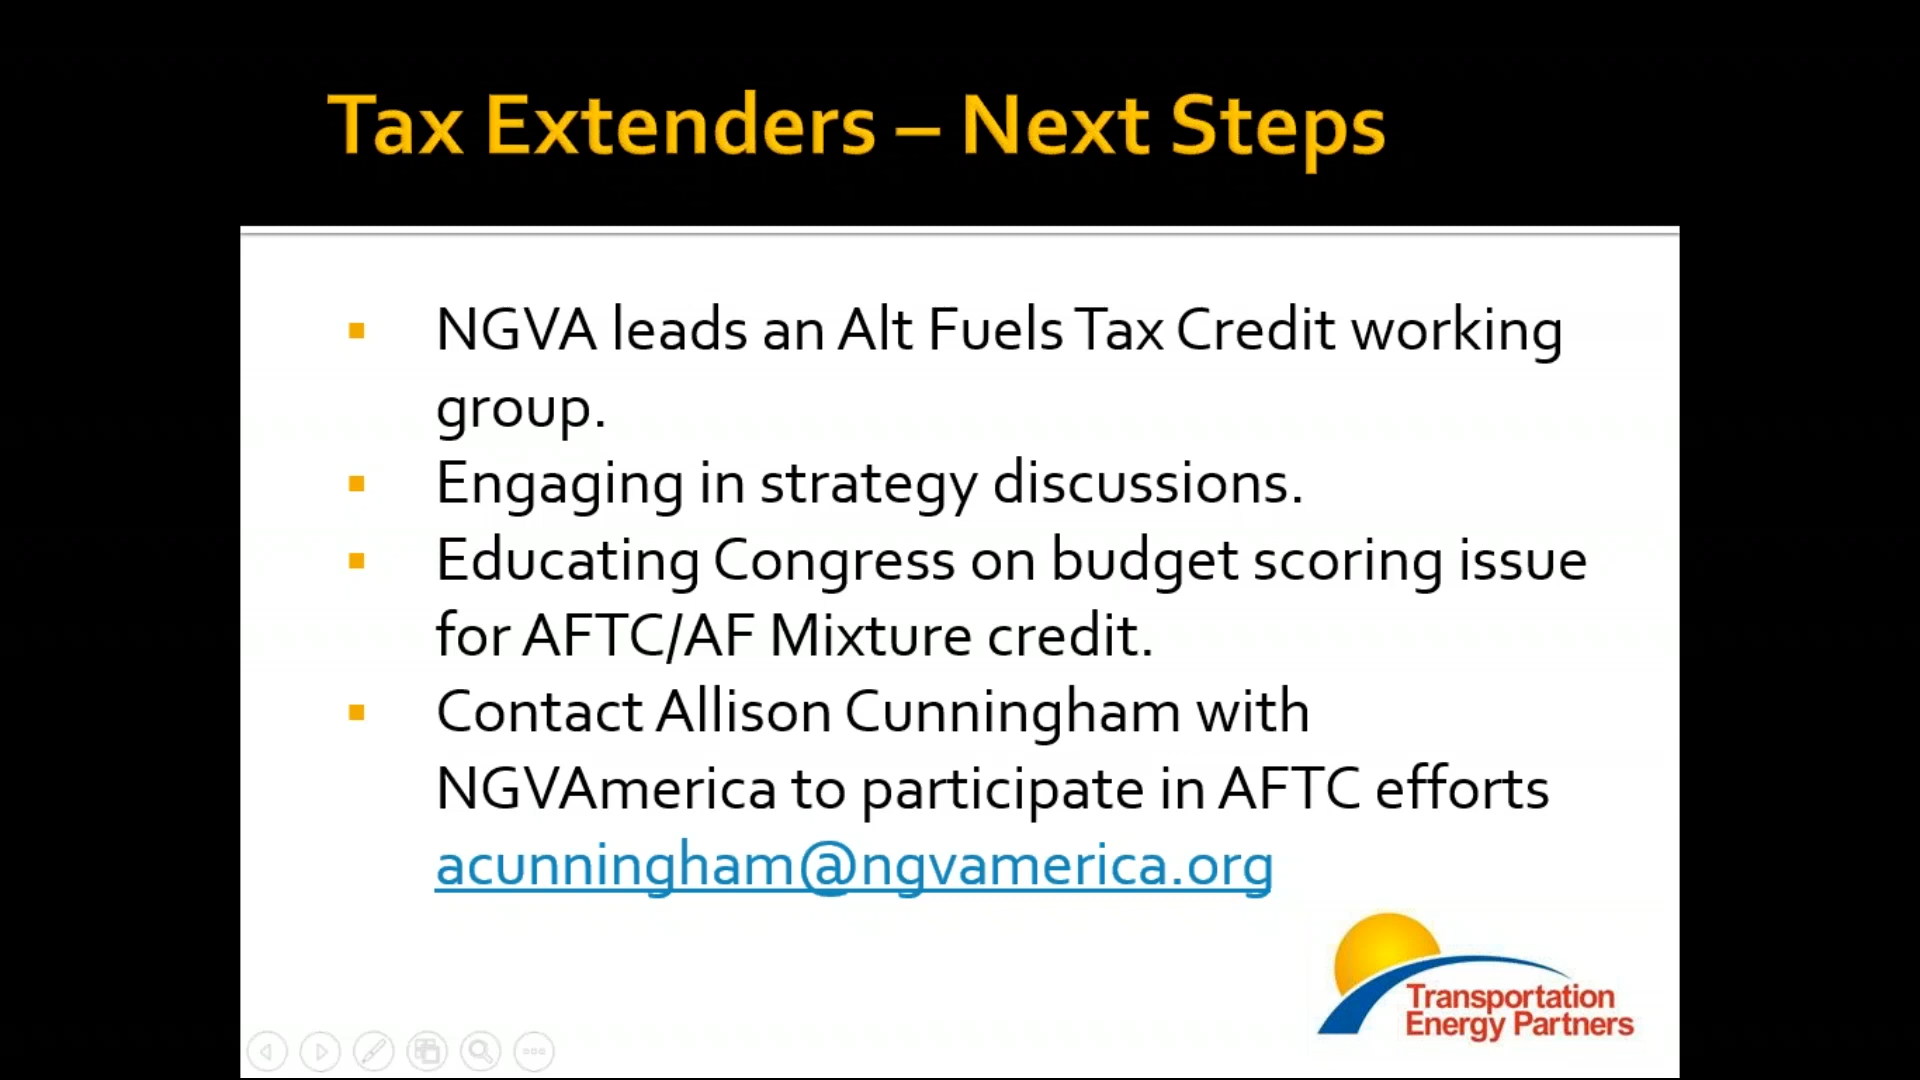 Tax Extenders – Next Steps
NGVA leads an Alt Fuels Tax Credit working
group.
Engaging in strategy discussions.
Educating Congress on budget scoring issue
for AFTC/AF Mixture credit.
Contact Allison Cunningham with
NGVAmerica to participate in AFTC efforts
acunningham@ngvamerica.org
Transportation
Energy Partners